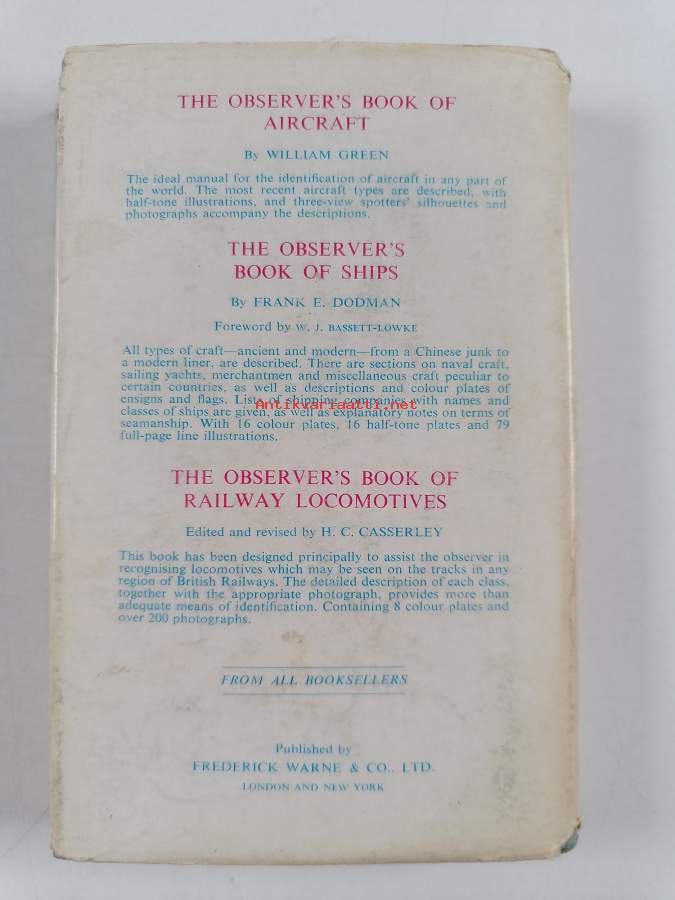 THE OBSERVER'S BOOK OF
AIRCRAFT
By WILLIAM GREEN
The ideal manual for the identification of aircraft in any part of
the world. The most recent aircraft types are described, with
half-tone illustrations, and three-view spotters' silhouettes and
photographs accompany the descriptions.
THE OBSERVER'S
BOOK OF SHIPS
By FRANK E. DODMAN
Foreword by W. J. BASSETT-LOWKE
All types of craft—ancient and modern—from a Chinese junk to
a modern liner, are described. There are sections on naval craft,
sailing yachts, merchantmen and miscellaneous craft peculiar to
certain countries, as well as descriptions and colour plates of
ensigns and flags. Lists of shipping companies with names and
Antikvariaatti.net
classes of ships are given, as well as explanatory notes on terms of
seamanship. With 16 colour plates, 16 half-tone plates and 79
full-page line illustrations.
THE OBSERVER'S BOOK OF
RAILWAY LOCOMOTIVES
Edited and revised by H. C. CASSERLEY
This book has been designed principally to assist the observer in
recognising locomotives which may be seen on the tracks in any
region of British Railways. The detailed description of each class,
together with the appropriate photograph, provides more than
adequate means of identification. Containing 8 colour plates and
over 200 photographs.
FROM ALL BOOKSELLERS
Published by
FREDERICK WARNE & CO., LTD.
LONDON AND NEW YORK